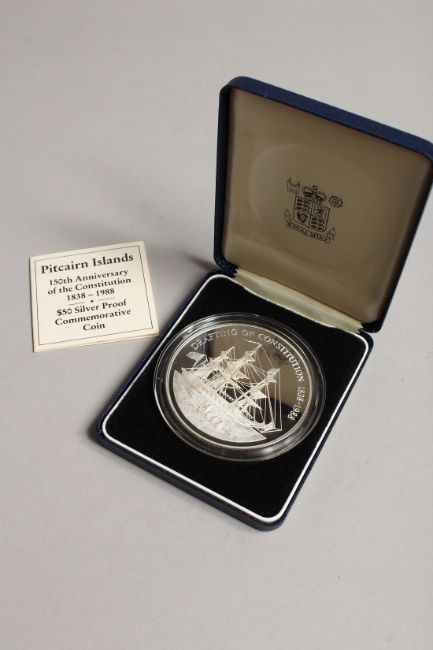 Pitcairn Islands
150th Anniversary
of the Constitution
1838 – 1988
$50 Silver Proof
Commemorative
Coin
ROYAL MINT
DRAFTING OF CONSTITUTION 1838-1988